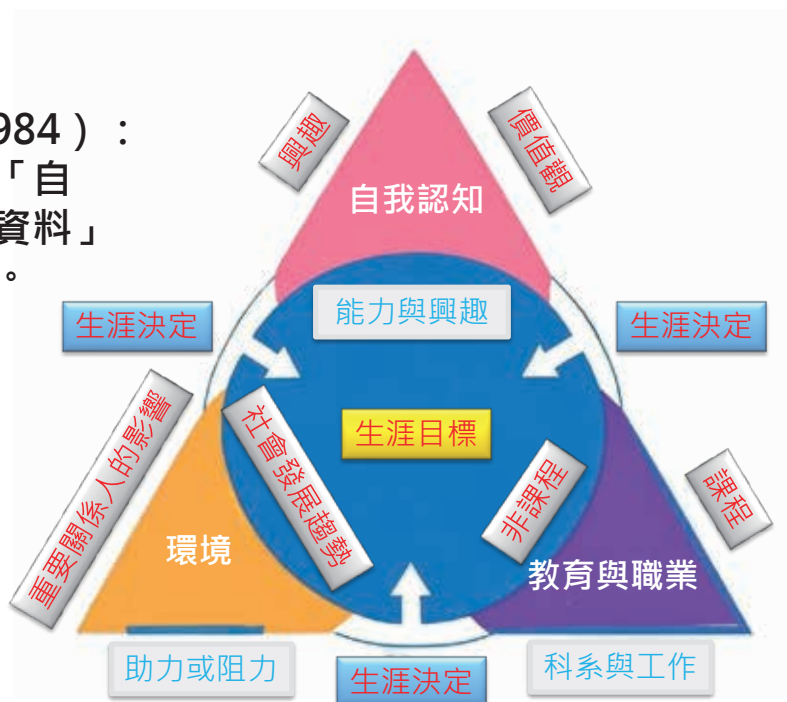 984）：
「自
資料」
。
興趣
價值觀
自我認知
能力與興趣
生涯決定
生涯決定
生涯目標
重要關係人的影響
社會發展趨勢
非課程
課程
環境
教育與職業
助力或阻力
生涯決定
科系與工作